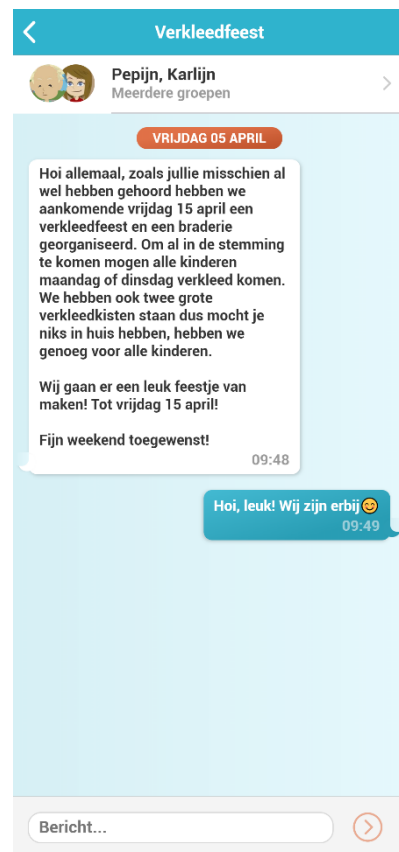 Verkleedfeest
Pepijn, Karlijn
Meerdere groepen
VRIJDAG 05 APRIL
Hoi allemaal, zoals jullie misschien al
wel hebben gehoord hebben we
aankomende vrijdag 15 april een
verkleedfeest en een braderie
georganiseerd. Om al in de stemming
te komen mogen alle kinderen
maandag of dinsdag verkleed komen.
We hebben ook twee grote
verkleedkisten staan dus mocht je
niks in huis hebben, hebben we
genoeg voor alle kinderen.
Wij gaan er een leuk feestje van
maken! Tot vrijdag 15 april!
Fijn weekend toegewenst!
09:48
Hoi, leuk! Wij zijn erbij😊
09:49
Bericht...